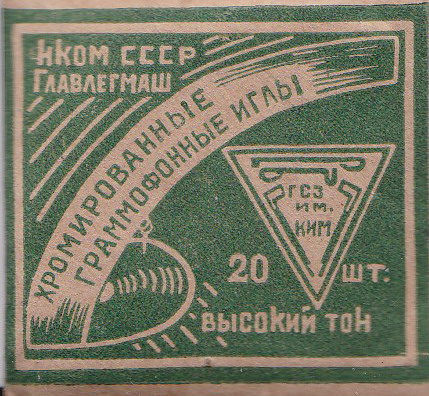 НКОМ СССР
ГЛАВЛЕГМАШ
ХРОМИРОВАННЫЕ
ГРАММОФОННЫЕ ИГЛЫ
ГСЗ
ИМ.
КИМ
20 ШТ.
ВЫСОКИЙ ТОН